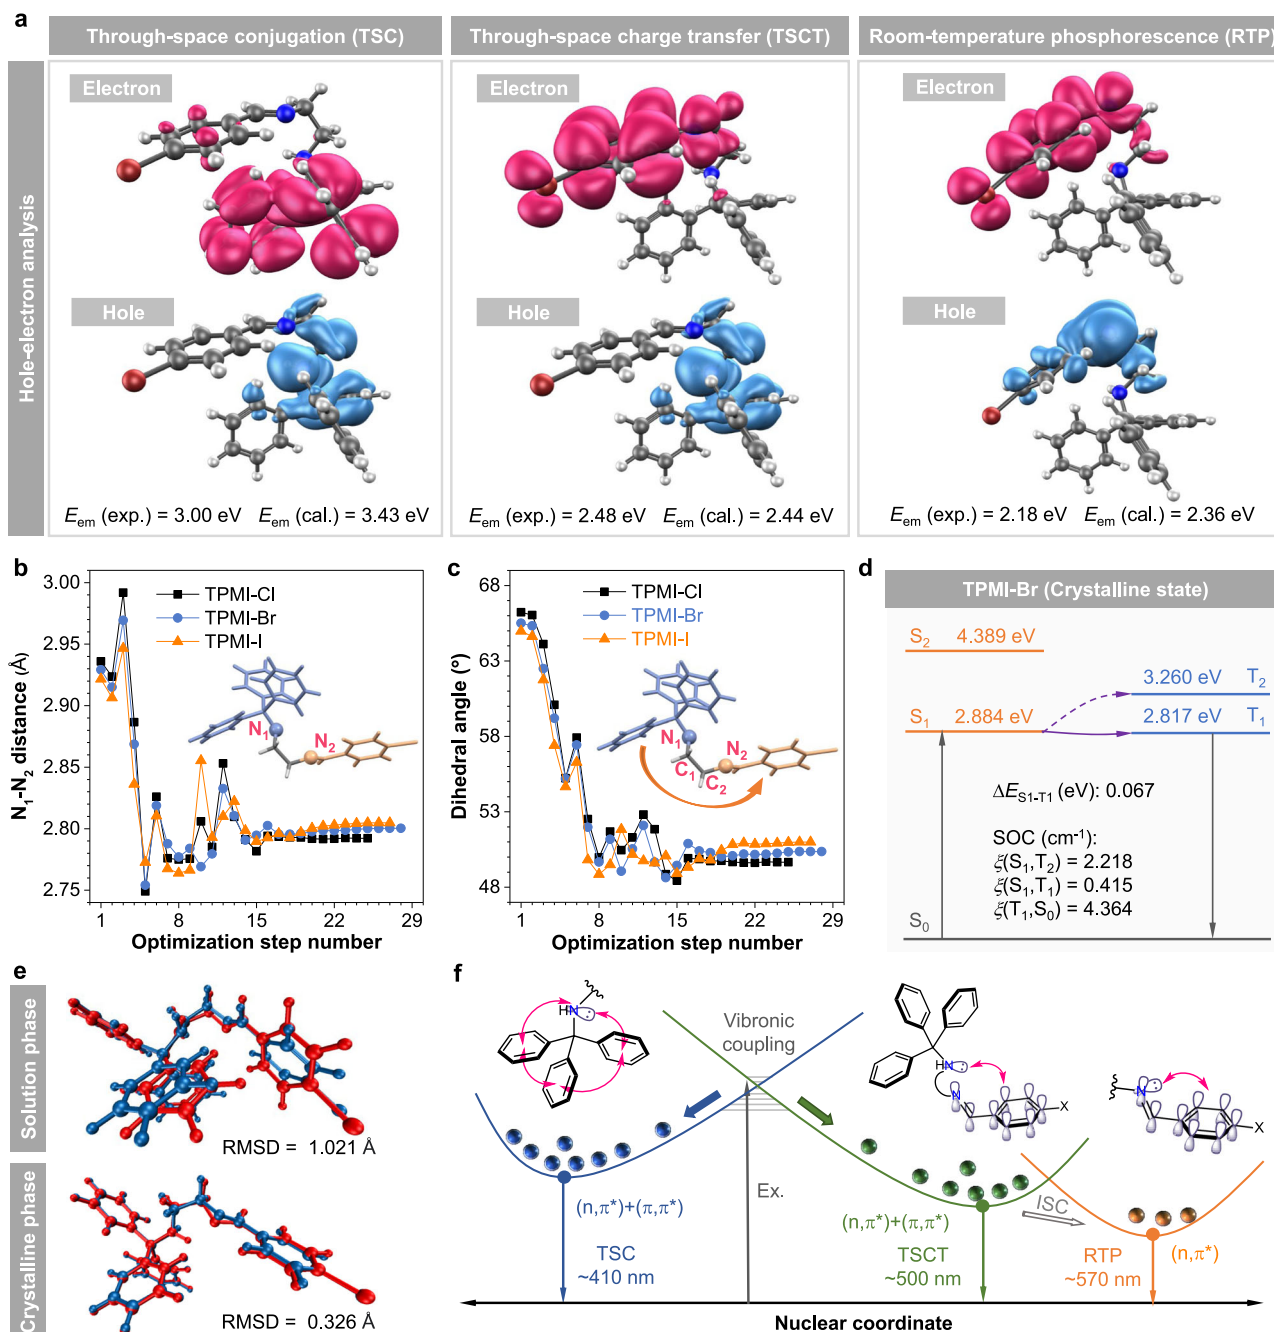 a
Through-space conjugation (TSC)
Through-space charge transfer (TSCT)
Room-temperature phosphorescence (RTP)
Hole-electron analysis
Electron
Electron
Electron
Hole
Hole
Hole
E_em (exp.) = 3.00 eV E_em (cal.) = 3.43 eV
E_em (exp.) = 2.48 eV E_em (cal.) = 2.44 eV
E_em (exp.) = 2.18 eV E_em (cal.) = 2.36 eV
b
N1-N2 distance (Å)
3.00
2.95
2.90
2.85
2.80
2.75
TPMI-Cl
TPMI-Br
TPMI-I
N1
N2
1 8 15 22 29
Optimization step number
c
Dihedral angle (°)
68
63
58
53
48
TPMI-Cl
TPMI-Br
TPMI-I
N1
N2
C1
C2
1 8 15 22 29
Optimization step number
d
TPMI-Br (Crystalline state)
S2 4.389 eV
3.260 eV T2
S1 2.884 eV
2.817 eV T1
ΔE_S1-T1 (eV): 0.067
SOC (cm⁻¹):
ξ(S1,T2) = 2.218
ξ(S1,T1) = 0.415
ξ(T1,S0) = 4.364
S0
e
Solution phase
RMSD = 1.021 Å
Crystalline phase
RMSD = 0.326 Å
f
HN
Vibronic
coupling
HN
N
X
N
X
Ex.
ISC
(n,π*)+(π,π*)
TSC
~410 nm
(n,π*)+(π,π*)
TSCT
~500 nm
RTP
~570 nm
(n,π*)
Nuclear coordinate